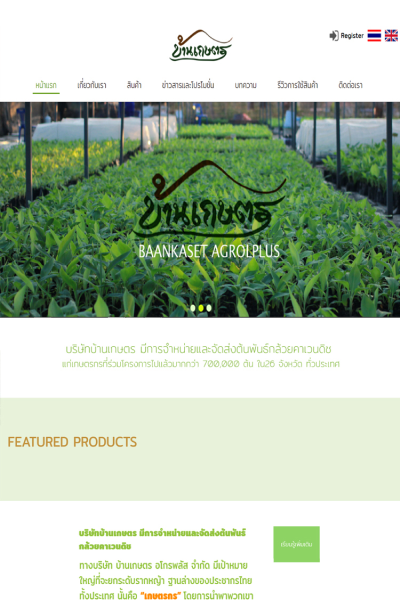 บ้านเกษตร
Register
หน้าแรก เกี่ยวกับเรา สินค้า ข่าวสารและโปรโมชั่น บทความ รีวิวการใช้สินค้า ติดต่อเรา
บ้านเกษตร
BAANKASET AGROLPLUS
บริษัทบ้านเกษตร มีการจำหน่ายและจัดส่งต้นพันธ์กล้วยคาเวนดิช
แก่เกษตรกรที่ร่วมโครงการไปแล้วมากกว่า 700,000 ต้น ใน26 จังหวัด ทั่วประเทศ
FEATURED PRODUCTS
บริษัทบ้านเกษตร มีการจำหน่ายและจัดส่งต้นพันธ์
กล้วยคาเวนดิช
เรียนรู้เพิ่มเติม
ทางบริษัท บ้านเกษตร อโกรพลัส จำกัด มีเป้าหมาย
ใหญ่ที่จะยกระดับรากหญ้า ฐานล่างของประชากรไทย
ทั้งประเทศ นั้นคือ "เกษตรกร" โดยการนำพาพวกเขา